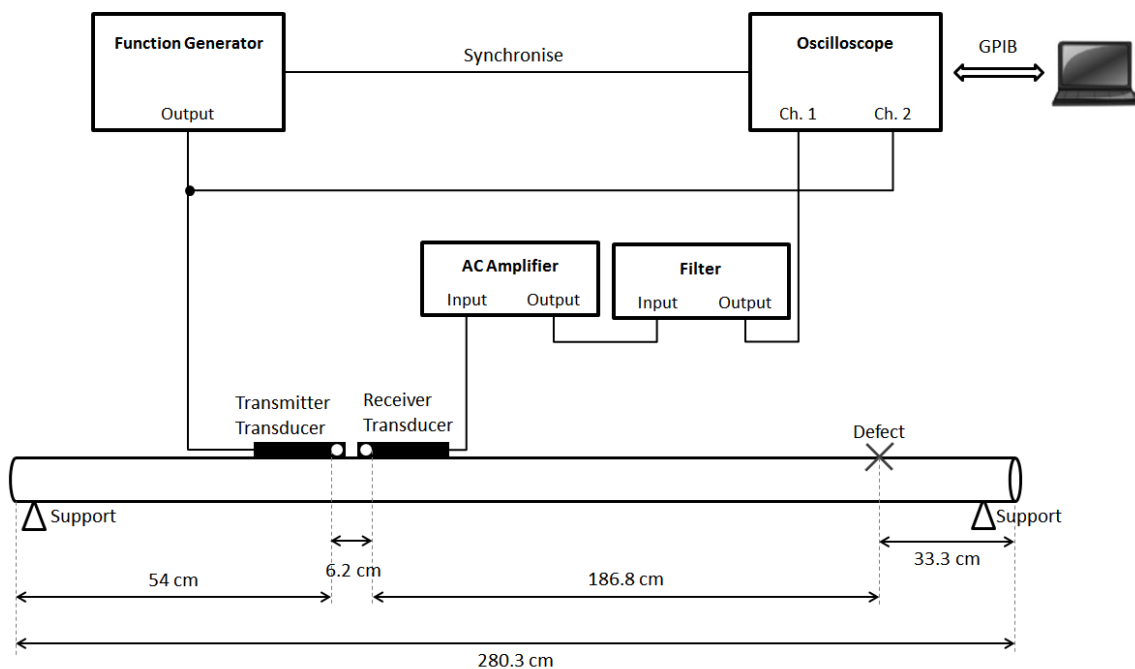 Function Generator
Output
Synchronise
Oscilloscope
Ch. 1
Ch. 2
GPIB
AC Amplifier
Input
Output
Filter
Input
Output
Transmitter
Transducer
Receiver
Transducer
Defect
Support
Support
54 cm
6.2 cm
186.8 cm
33.3 cm
280.3 cm